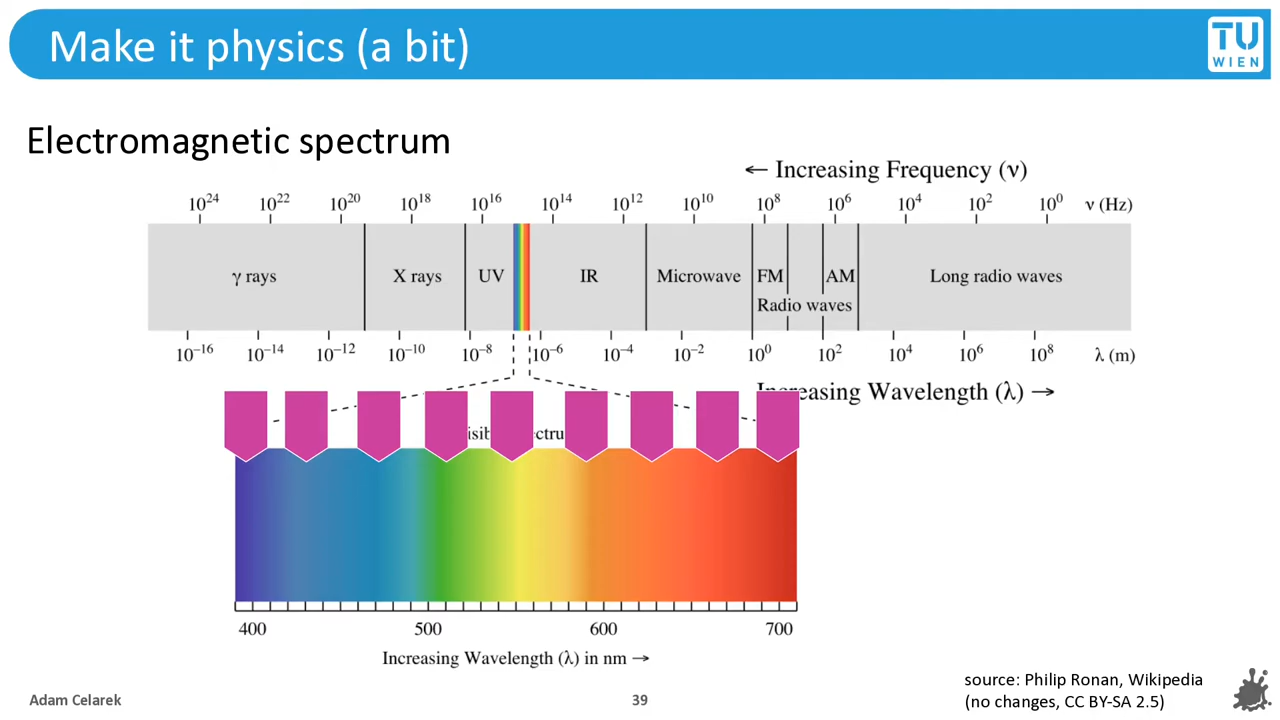 Make it physics (a bit)
TU
WIEN
Electromagnetic spectrum
← Increasing Frequency (ν)
10²⁴ 10²² 10²⁰ 10¹⁸ 10¹⁶ 10¹⁴ 10¹² 10¹⁰ 10⁸ 10⁶ 10⁴ 10² 10⁰ ν (Hz)
γ rays X rays UV IR Microwave FM AM Long radio waves
Radio waves
10⁻¹⁶ 10⁻¹⁴ 10⁻¹² 10⁻¹⁰ 10⁻⁸ 10⁻⁶ 10⁻⁴ 10⁻² 10⁰ 10² 10⁴ 10⁶ 10⁸ λ (m)
Increasing Wavelength (λ) →
400 500 600 700
Increasing Wavelength (λ) in nm →
source: Philip Ronan, Wikipedia
(no changes, CC BY-SA 2.5)
Adam Celarek
39